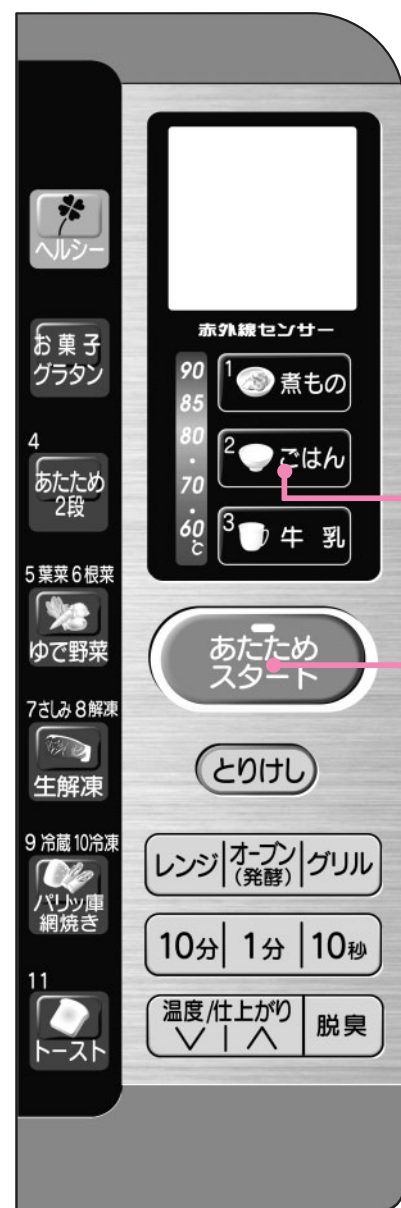 ヘルシー
お菓子
グラタン
4
あたため
2段
5葉菜6根菜
ゆで野菜
7さしみ8解凍
生解凍
9冷蔵10冷凍
パリッ庫
網焼き
11
トースト
赤外線センサー
90
85
80
・
70
・
60
℃
1 煮もの
2 ごはん
3 牛乳
あたため
スタート
とりけし
レンジ オーブン(発酵) グリル
10分 1分 10秒
温度/仕上がり 脱臭